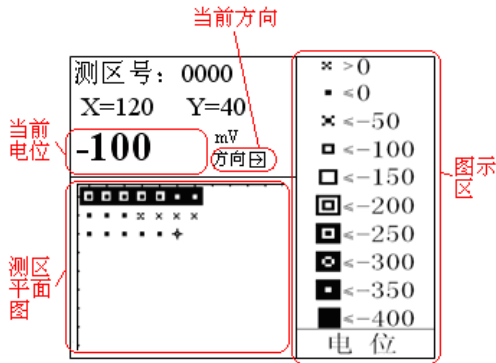 当前方向
测区号：0000
X=120 Y=40
当前
电位
-100
mV
方向
测区
平面
图
>0
≤0
≤-50
≤-100
≤-150
≤-200
≤-250
≤-300
≤-350
≤-400
电 位
图示
区